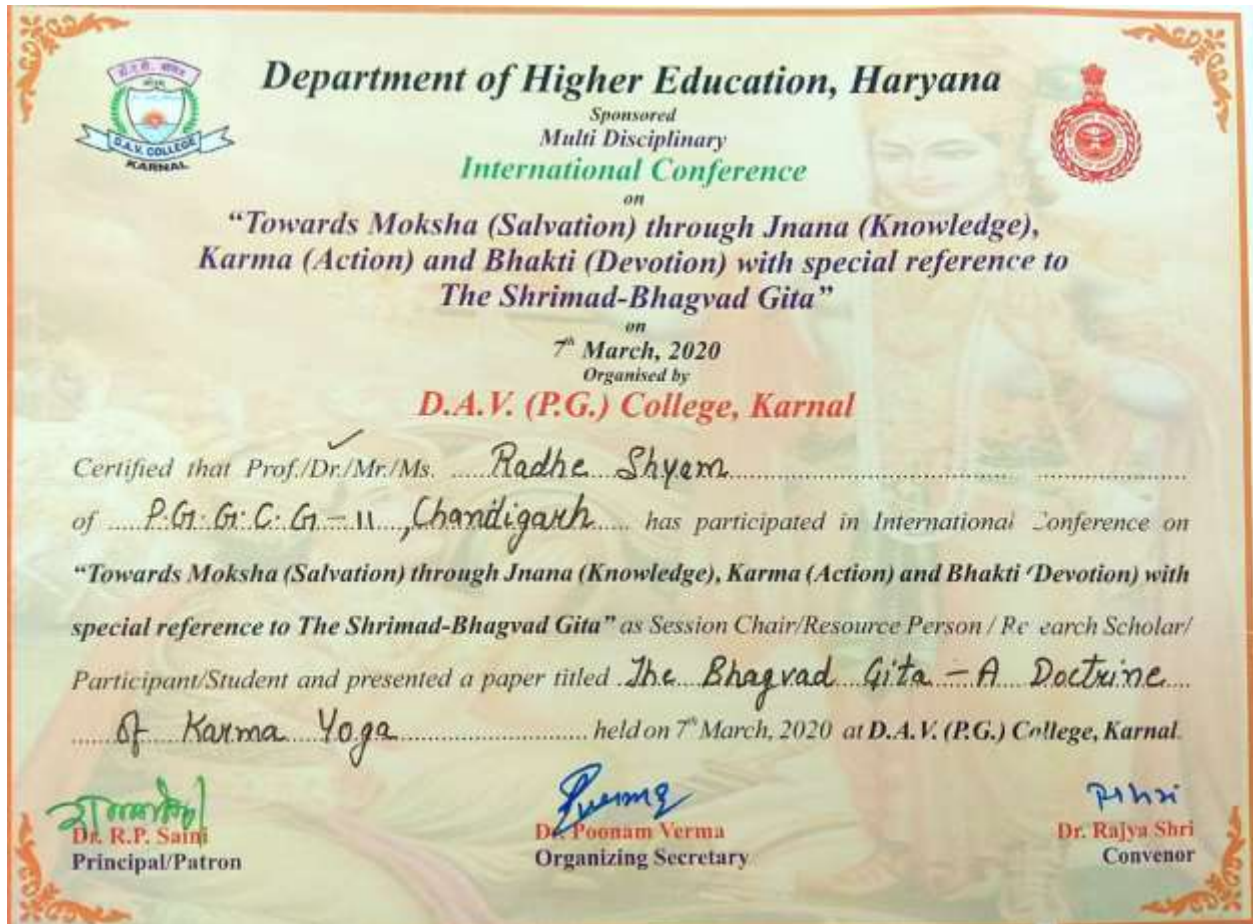 डी.ए.वी. कॉलेज
D.A.V. COLLEGE
KARNAL
Department of Higher Education, Haryana
Sponsored
Multi Disciplinary
International Conference
on
“Towards Moksha (Salvation) through Jnana (Knowledge),
Karma (Action) and Bhakti (Devotion) with special reference to
The Shrimad-Bhagvad Gita”
on
7th March, 2020
Organised by
D.A.V. (P.G.) College, Karnal
Certified that Prof./Dr./Mr./Ms. Radhe Shyam
of P.G.G.C.G-11, Chandigarh has participated in International Conference on
“Towards Moksha (Salvation) through Jnana (Knowledge), Karma (Action) and Bhakti (Devotion) with
special reference to The Shrimad-Bhagvad Gita” as Session Chair/Resource Person / Re earch Scholar/
Participant/Student and presented a paper titled The Bhagvad Gita - A Doctrine
of Karma Yoga held on 7th March, 2020 at D.A.V. (P.G.) College, Karnal.
Dr. R.P. Saini
Principal/Patron
Dr. Poonam Verma
Organizing Secretary
Dr. Rajya Shri
Convenor